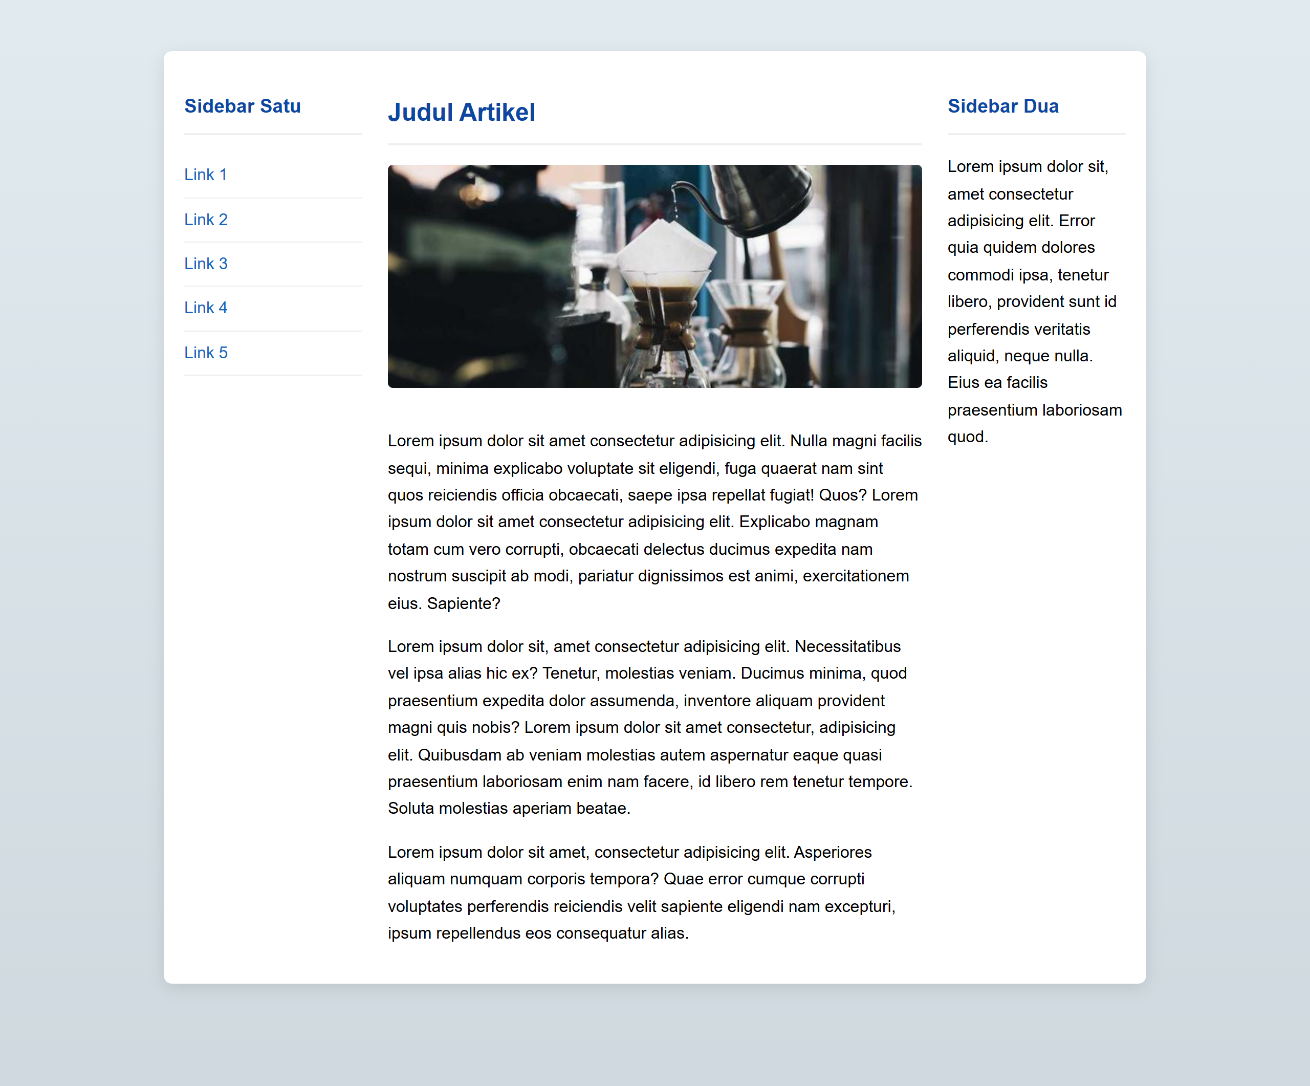 Sidebar Satu
Link 1
Link 2
Link 3
Link 4
Link 5
Judul Artikel
Lorem ipsum dolor sit amet consectetur adipisicing elit. Nulla magni facilis
sequi, minima explicabo voluptate sit eligendi, fuga quaerat nam sint
quos reiciendis officia obcaecati, saepe ipsa repellat fugiat! Quos? Lorem
ipsum dolor sit amet consectetur adipisicing elit. Explicabo magnam
totam cum vero corrupti, obcaecati delectus ducimus expedita nam
nostrum suscipit ab modi, pariatur dignissimos est animi, exercitationem
eius. Sapiente?
Lorem ipsum dolor sit, amet consectetur adipisicing elit. Necessitatibus
vel ipsa alias hic ex? Tenetur, molestias veniam. Ducimus minima, quod
praesentium expedita dolor assumenda, inventore aliquam provident
magni quis nobis? Lorem ipsum dolor sit amet consectetur, adipisicing
elit. Quibusdam ab veniam molestias autem aspernatur eaque quasi
praesentium laboriosam enim nam facere, id libero rem tenetur tempore.
Soluta molestias aperiam beatae.
Lorem ipsum dolor sit amet, consectetur adipisicing elit. Asperiores
aliquam numquam corporis tempora? Quae error cumque corrupti
voluptates perferendis reiciendis velit sapiente eligendi nam excepturi,
ipsum repellendus eos consequatur alias.
Sidebar Dua
Lorem ipsum dolor sit,
amet consectetur
adipisicing elit. Error
quia quidem dolores
commodi ipsa, tenetur
libero, provident sunt id
perferendis veritatis
aliquid, neque nulla.
Eius ea facilis
praesentium laboriosam
quod.